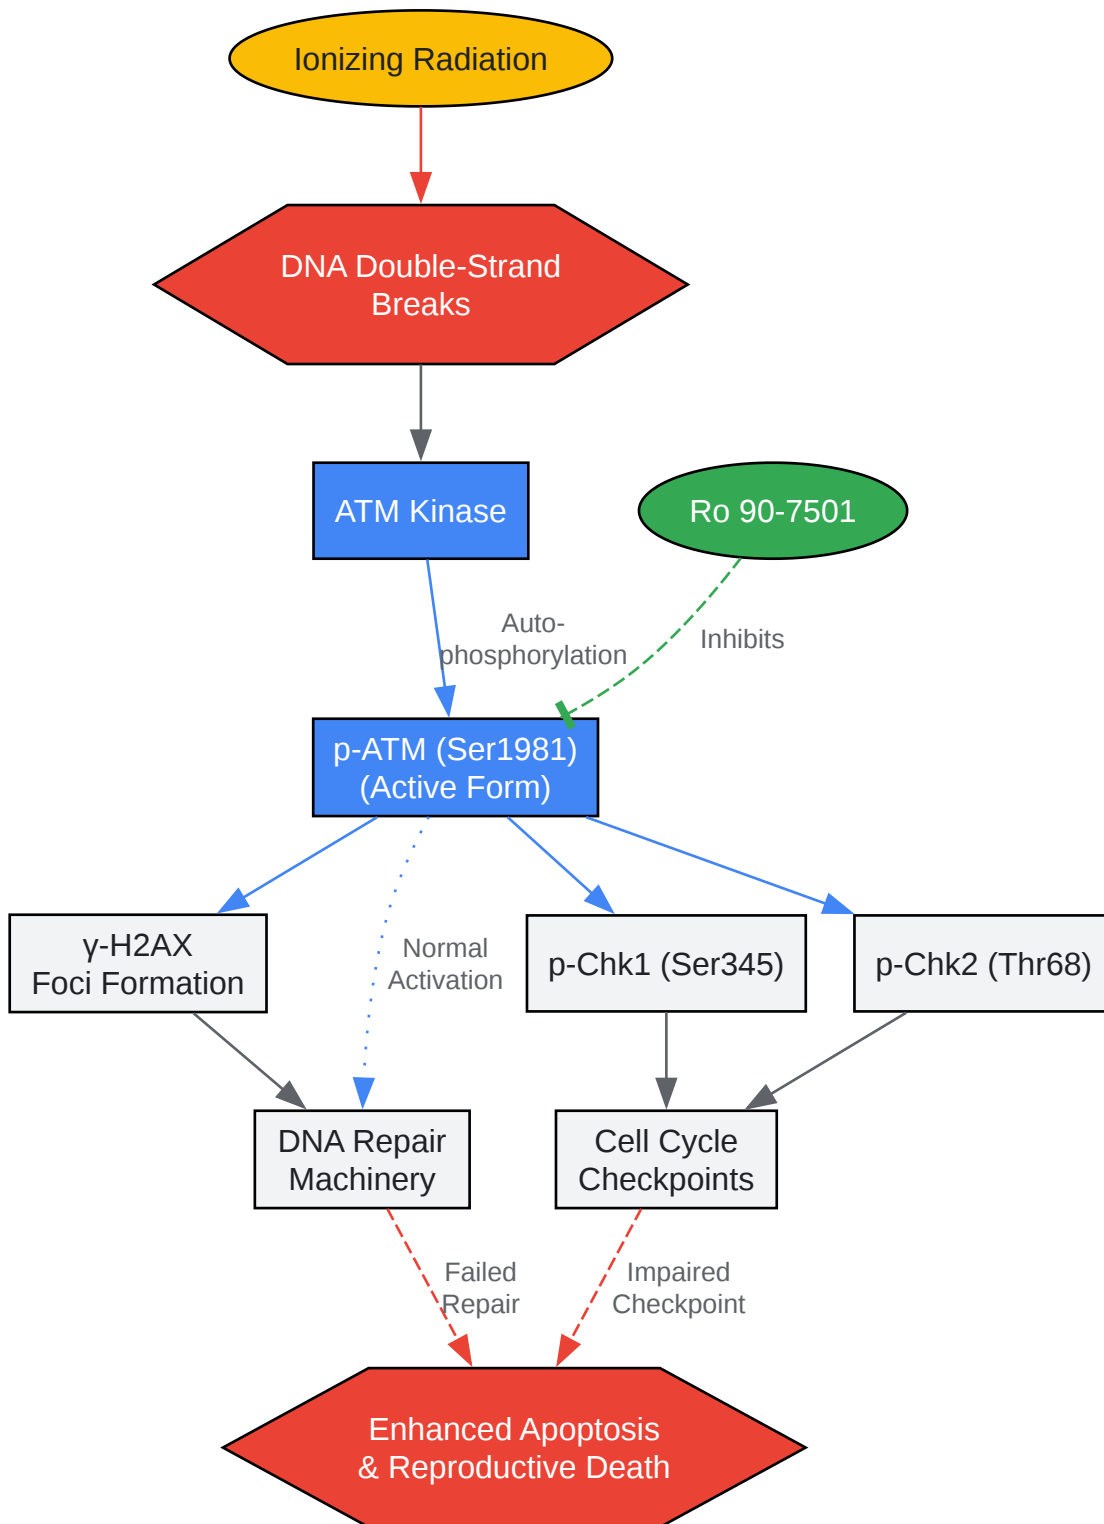 Ionizing Radiation
DNA Double-Strand
Breaks
ATM Kinase
Ro 90-7501
Auto-
phosphorylation
Inhibits
p-ATM (Ser1981)
(Active Form)
γ-H2AX
Foci Formation
Normal
Activation
p-Chk1 (Ser345)
p-Chk2 (Thr68)
DNA Repair
Machinery
Cell Cycle
Checkpoints
Failed
Repair
Impaired
Checkpoint
Enhanced Apoptosis
& Reproductive Death